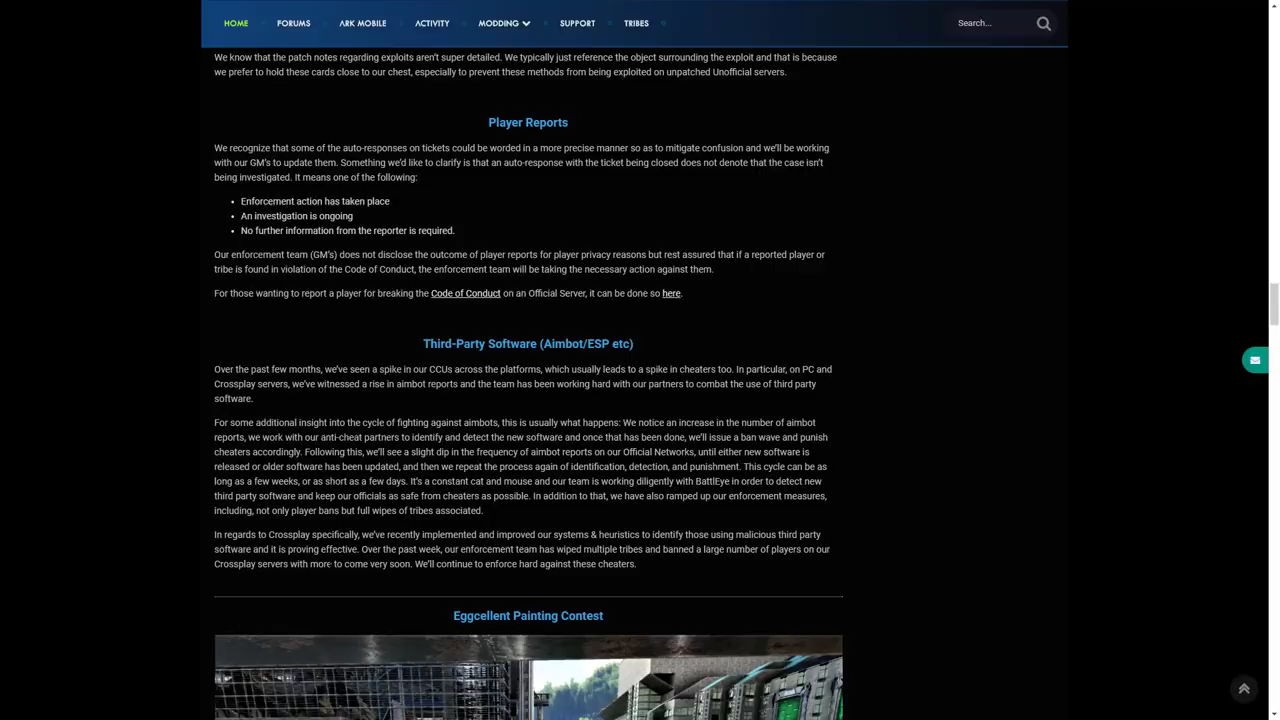 HOME FORUMS ARK MOBILE ACTIVITY MODDING SUPPORT TRIBES Search...
We know that the patch notes regarding exploits aren't super detailed. We typically just reference the object surrounding the exploit and that is because
we prefer to hold these cards close to our chest, especially to prevent these methods from being exploited on unpatched Unofficial servers.
Player Reports
We recognize that some of the auto-responses on tickets could be worded in a more precise manner so as to mitigate confusion and we'll be working
with our GM's to update them. Something we'd like to clarify is that an auto-response with the ticket being closed does not denote that the case isn't
being investigated. It means one of the following:
• Enforcement action has taken place
• An investigation is ongoing
• No further information from the reporter is required.
Our enforcement team (GM's) does not disclose the outcome of player reports for player privacy reasons but rest assured that if a reported player or
tribe is found in violation of the Code of Conduct, the enforcement team will be taking the necessary action against them.
For those wanting to report a player for breaking the Code of Conduct on an Official Server, it can be done so here.
Third-Party Software (Aimbot/ESP etc)
Over the past few months, we've seen a spike in our CCUs across the platforms, which usually leads to a spike in cheaters too. In particular, on PC and
Crossplay servers, we've witnessed a rise in aimbot reports and the team has been working hard with our partners to combat the use of third party
software.
For some additional insight into the cycle of fighting against aimbots, this is usually what happens: We notice an increase in the number of aimbot
reports, we work with our anti-cheat partners to identify and detect the new software and once that has been done, we'll issue a ban wave and punish
cheaters accordingly. Following this, we'll see a slight dip in the frequency of aimbot reports on our Official Networks, until either new software is
released or older software has been updated, and then we repeat the process again of identification, detection, and punishment. This cycle can be as
long as a few weeks, or as short as a few days. It's a constant cat and mouse and our team is working diligently with BattlEye in order to detect new
third party software and keep our officials as safe from cheaters as possible. In addition to that, we have also ramped up our enforcement measures,
including, not only player bans but full wipes of tribes associated.
In regards to Crossplay specifically, we've recently implemented and improved our systems & heuristics to identify those using malicious third party
software and it is proving effective. Over the past week, our enforcement team has wiped multiple tribes and banned a large number of players on our
Crossplay servers with more to come very soon. We'll continue to enforce hard against these cheaters.
Eggcellent Painting Contest